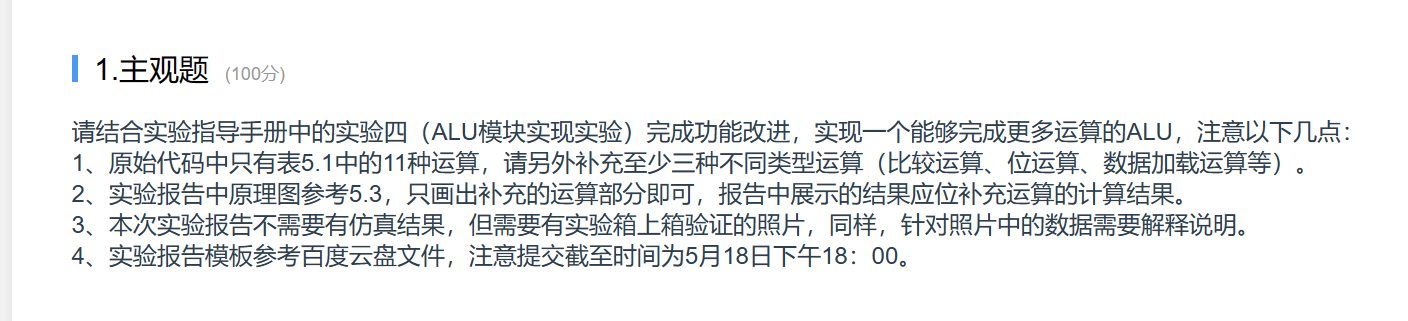 1.主观题 (100分)
请结合实验指导手册中的实验四（ALU模块实现实验）完成功能改进，实现一个能够完成更多运算的ALU，注意以下几点：
1、原始代码中只有表5.1中的11种运算，请另外补充至少三种不同类型运算（比较运算、位运算、数据加载运算等）。
2、实验报告中原理图参考5.3，只画出补充的运算部分即可，报告中展示的结果应位补充运算的计算结果。
3、本次实验报告不需要有仿真结果，但需要有实验箱上箱验证的照片，同样，针对照片中的数据需要解释说明。
4、实验报告模板参考百度云盘文件，注意提交截至时间为5月18日下午18：00。